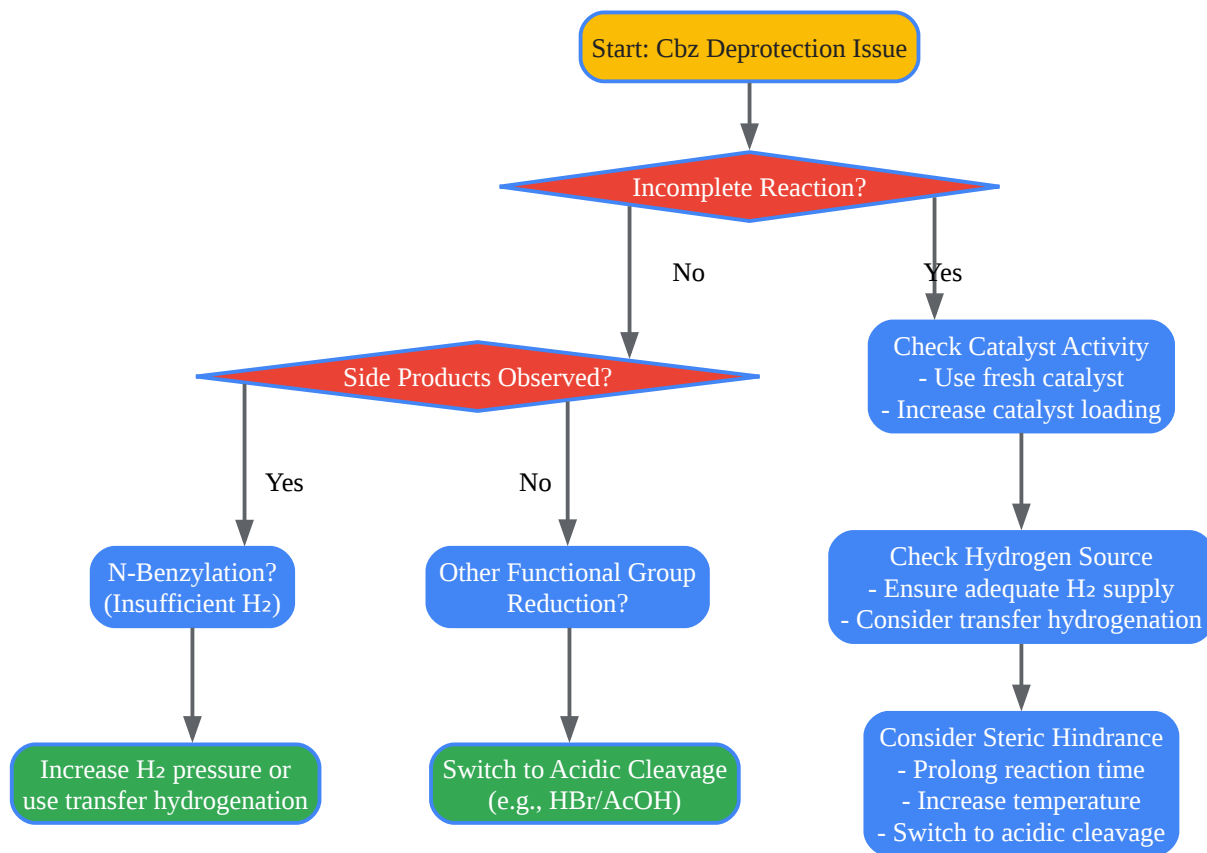 Start: Cbz Deprotection Issue
Incomplete Reaction?
No
Yes
Side Products Observed?
Check Catalyst Activity
- Use fresh catalyst
- Increase catalyst loading
Yes
No
N-Benzylation?
(Insufficient H₂)
Other Functional Group
Reduction?
Check Hydrogen Source
- Ensure adequate H₂ supply
- Consider transfer hydrogenation
Increase H₂ pressure or
use transfer hydrogenation
Switch to Acidic Cleavage
(e.g., HBr/AcOH)
Consider Steric Hindrance
- Prolong reaction time
- Increase temperature
- Switch to acidic cleavage